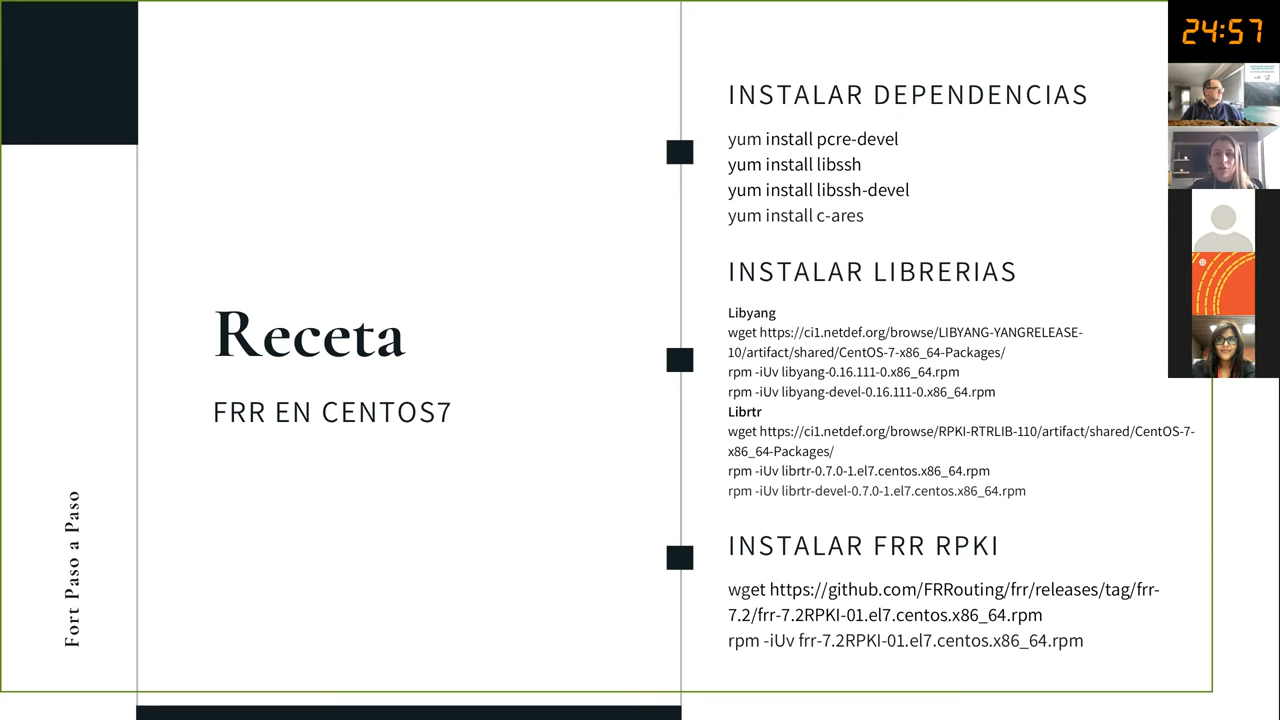 24:57
INSTALAR DEPENDENCIAS
yum install pcre-devel
yum install libssh
yum install libssh-devel
yum install c-ares
INSTALAR LIBRERIAS
Libyang
wget https://ci1.netdef.org/browse/LIBYANG-YANGRELEASE-
10/artifact/shared/CentOS-7-x86_64-Packages/
rpm -iUv libyang-0.16.111-0.x86_64.rpm
rpm -iUv libyang-devel-0.16.111-0.x86_64.rpm
Librtr
wget https://ci1.netdef.org/browse/RPKI-RTRLIB-110/artifact/shared/CentOS-7-
x86_64-Packages/
rpm -iUv librtr-0.7.0-1.el7.centos.x86_64.rpm
rpm -iUv librtr-devel-0.7.0-1.el7.centos.x86_64.rpm
INSTALAR FRR RPKI
wget https://github.com/FRRouting/frr/releases/tag/frr-
7.2/frr-7.2RPKI-01.el7.centos.x86_64.rpm
rpm -iUv frr-7.2RPKI-01.el7.centos.x86_64.rpm
Receta
FRR EN CENTOS7
Fort Paso a Paso